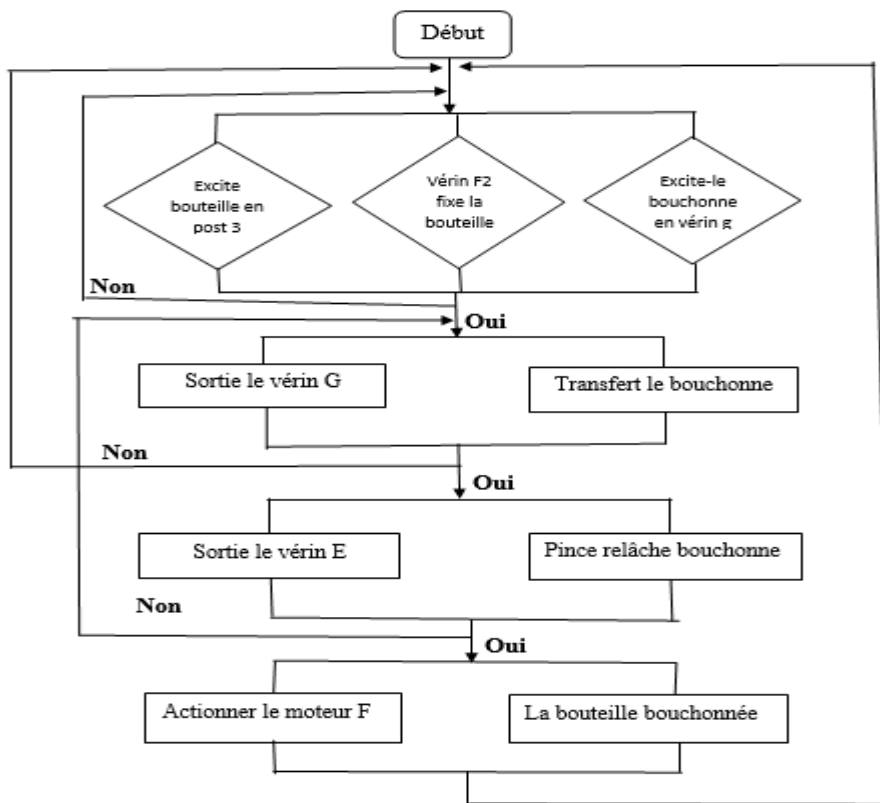 Début
Excite
bouteille en
post 3
Vérin F2
fixe la
bouteille
Excite-le
bouchonne
en vérin g
Non
Oui
Sortie le vérin G
Transfert le bouchonne
Non
Oui
Sortie le vérin E
Pince relâche bouchonne
Non
Oui
Actionner le moteur F
La bouteille bouchonnée